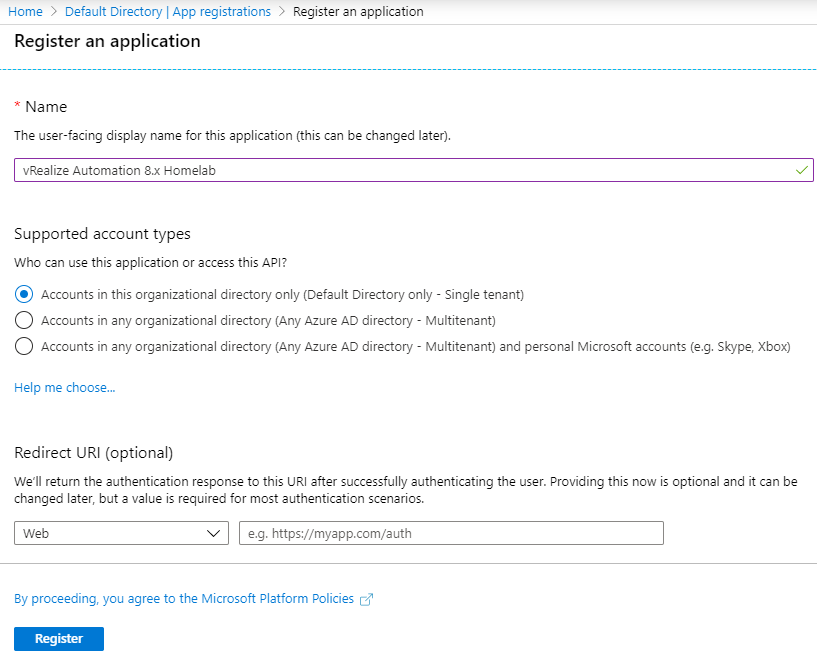 Home > Default Directory | App registrations > Register an application
Register an application
* Name
The user-facing display name for this application (this can be changed later).
vRealize Automation 8.x Homelab
Supported account types
Who can use this application or access this API?
Accounts in this organizational directory only (Default Directory only - Single tenant)
Accounts in any organizational directory (Any Azure AD directory - Multitenant)
Accounts in any organizational directory (Any Azure AD directory - Multitenant) and personal Microsoft accounts (e.g. Skype, Xbox)
Help me choose...
Redirect URI (optional)
We'll return the authentication response to this URI after successfully authenticating the user. Providing this now is optional and it can be
changed later, but a value is required for most authentication scenarios.
Web e.g. https://myapp.com/auth
By proceeding, you agree to the Microsoft Platform Policies
Register